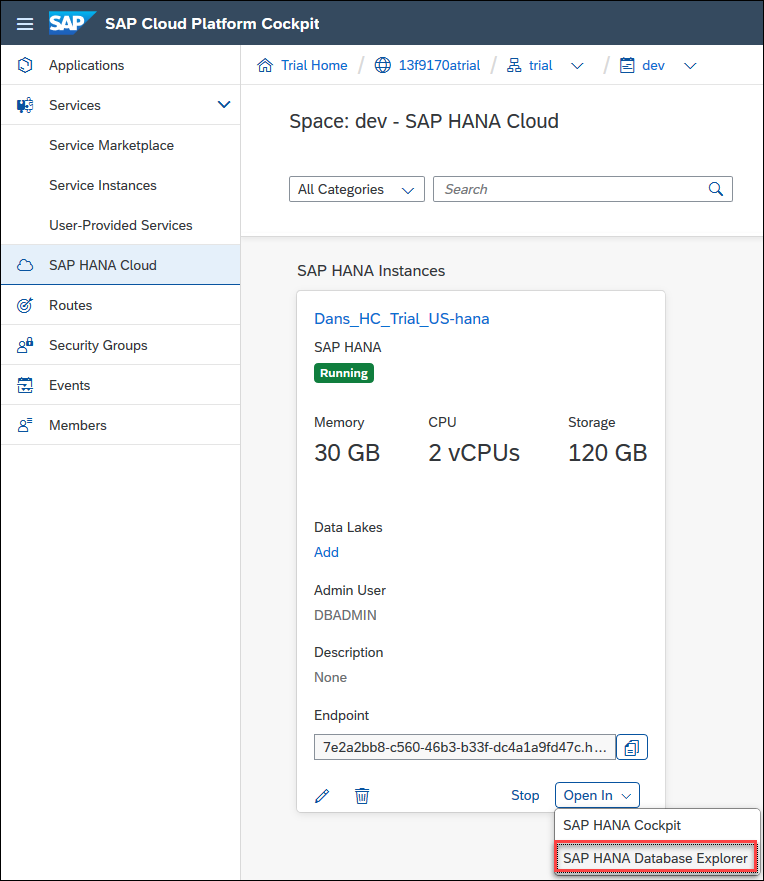 SAP SAP Cloud Platform Cockpit
Applications
Services
Service Marketplace
Service Instances
User-Provided Services
SAP HANA Cloud
Routes
Security Groups
Events
Members
Trial Home / 13f9170atrial / trial / dev
Space: dev - SAP HANA Cloud
All Categories Search
SAP HANA Instances
Dans_HC_Trial_US-hana
SAP HANA
Running
Memory CPU Storage
30 GB 2 vCPUs 120 GB
Data Lakes
Add
Admin User
DBADMIN
Description
None
Endpoint
7e2a2bb8-c560-46b3-b33f-dc4a1a9fd47c.h...
Stop Open In
SAP HANA Cockpit
SAP HANA Database Explorer